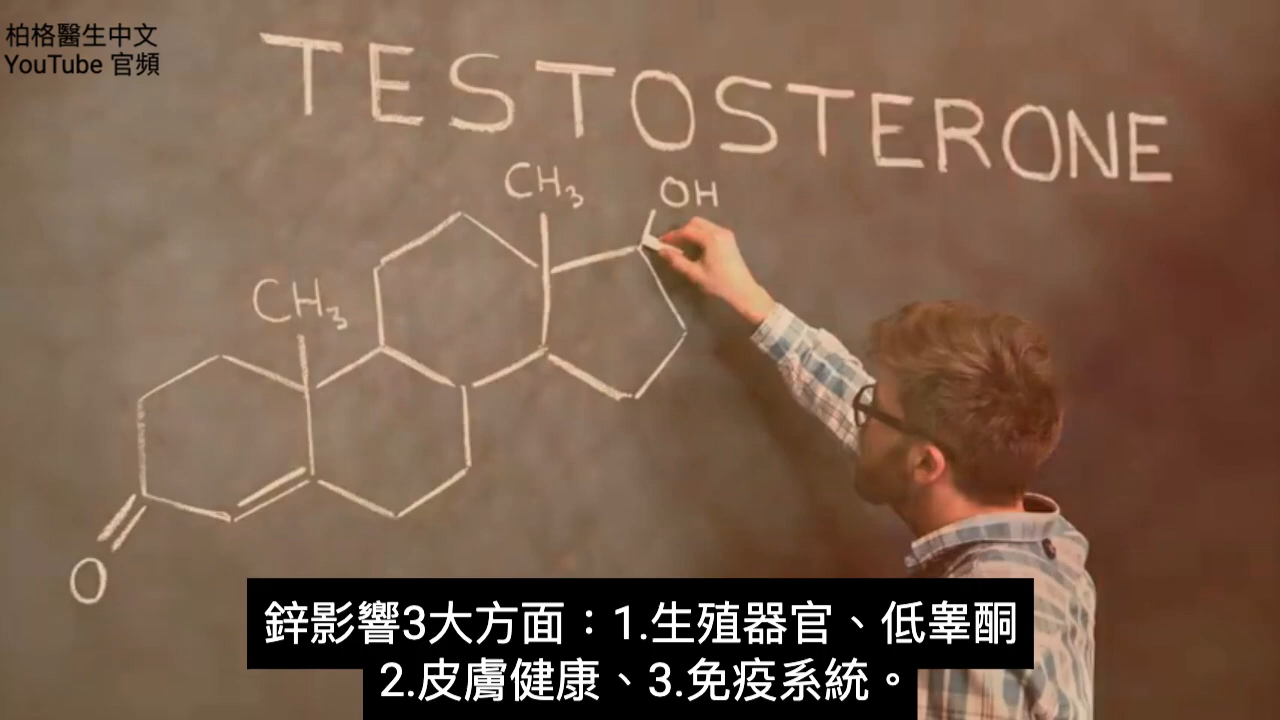 柏格醫生中文
YouTube 官頻
TESTOSTERONE
CH3
OH
CH3
O
鋅影響3大方面：1.生殖器官、低睾酮
2.皮膚健康、3.免疫系統。